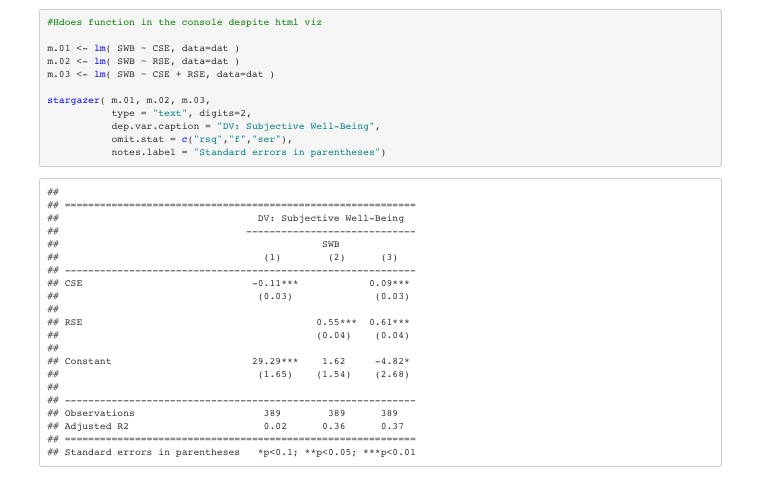 #Hdoes function in the console despite html viz
m.01 <- lm( SWB ~ CSE, data=dat )
m.02 <- lm( SWB ~ RSE, data=dat )
m.03 <- lm( SWB ~ CSE + RSE, data=dat )
stargazer( m.01, m.02, m.03,
type = "text", digits=2,
dep.var.caption = "DV: Subjective Well-Being",
omit.stat = c("rsq","f","ser"),
notes.label = "Standard errors in parentheses")
##
## ============================================================
## DV: Subjective Well-Being
## -----------------------------
## SWB
## (1) (2) (3)
## ------------------------------------------------------------
## CSE -0.11*** 0.09***
## (0.03) (0.03)
##
## RSE 0.55*** 0.61***
## (0.04) (0.04)
##
## Constant 29.29*** 1.62 -4.82*
## (1.65) (1.54) (2.68)
##
## ------------------------------------------------------------
## Observations 389 389 389
## Adjusted R2 0.02 0.36 0.37
## ============================================================
## Standard errors in parentheses *p<0.1; **p<0.05; ***p<0.01